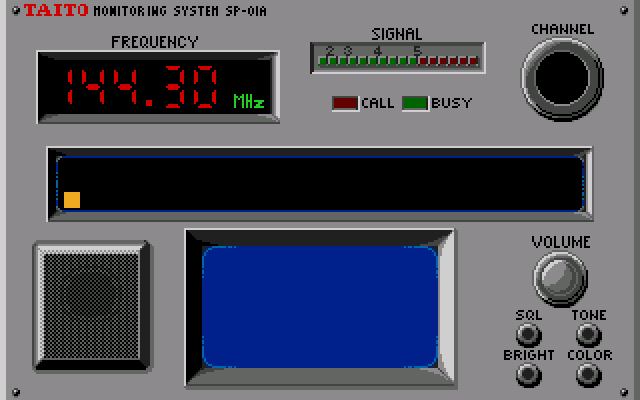 TAITO MONITORING SYSTEM SP-01A
FREQUENCY
SIGNAL
CHANNEL
2 3 4 5
144.30 MHz
CALL
BUSY
VOLUME
SQL
TONE
BRIGHT
COLOR